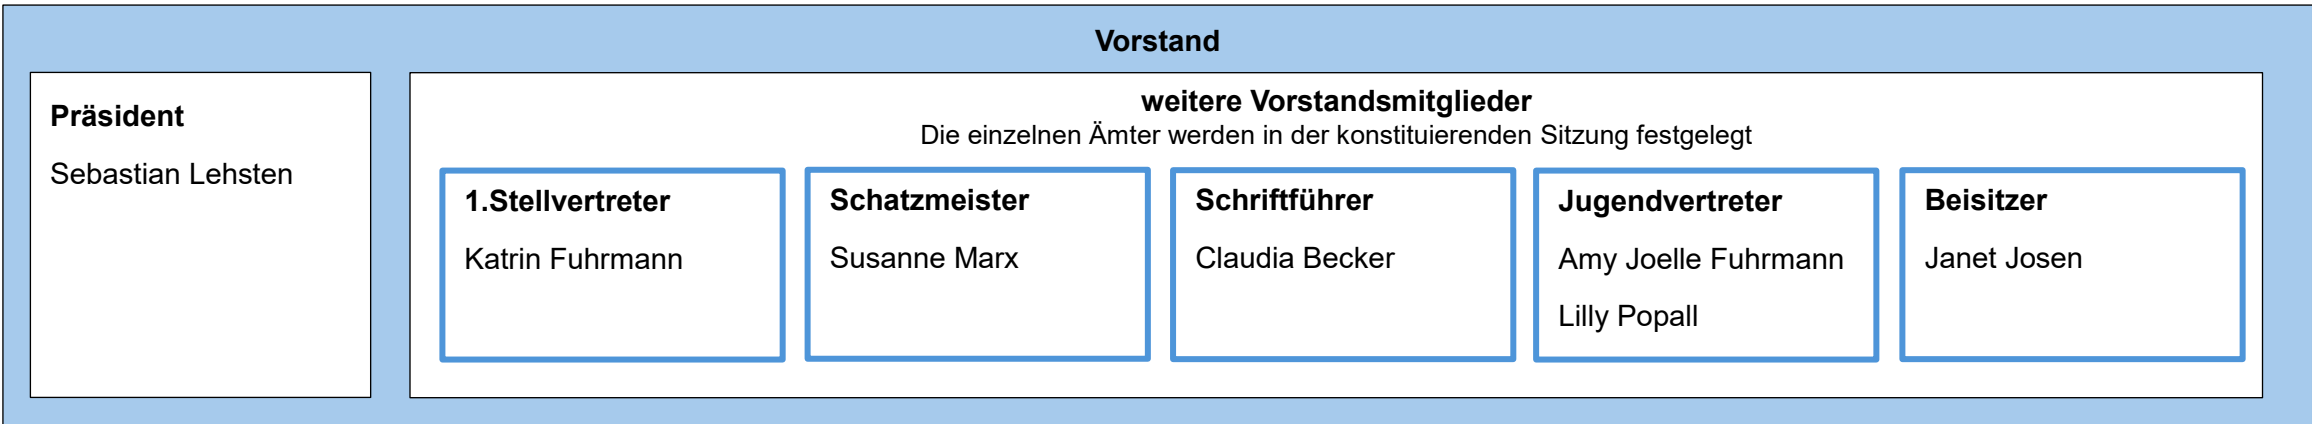 Vorstand
Präsident
Sebastian Lehsten
weitere Vorstandsmitglieder
Die einzelnen Ämter werden in der konstituierenden Sitzung festgelegt
1.Stellvertreter
Katrin Fuhrmann
Schatzmeister
Susanne Marx
Schriftführer
Claudia Becker
Jugendvertreter
Amy Joelle Fuhrmann
Lilly Popall
Beisitzer
Janet Josen